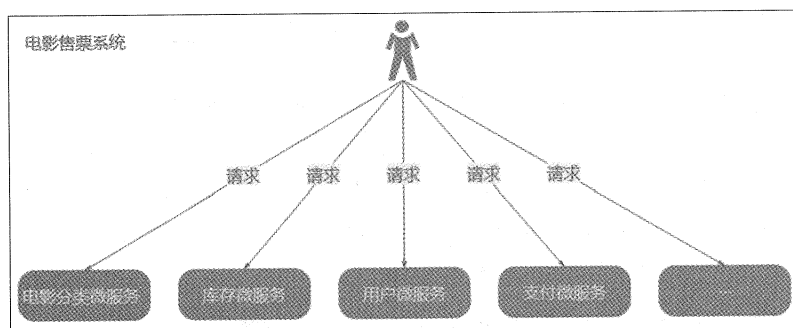 电影售票系统
请求 请求 请求 请求 请求
电影分类微服务 库存微服务 用户微服务 支付微服务 ...